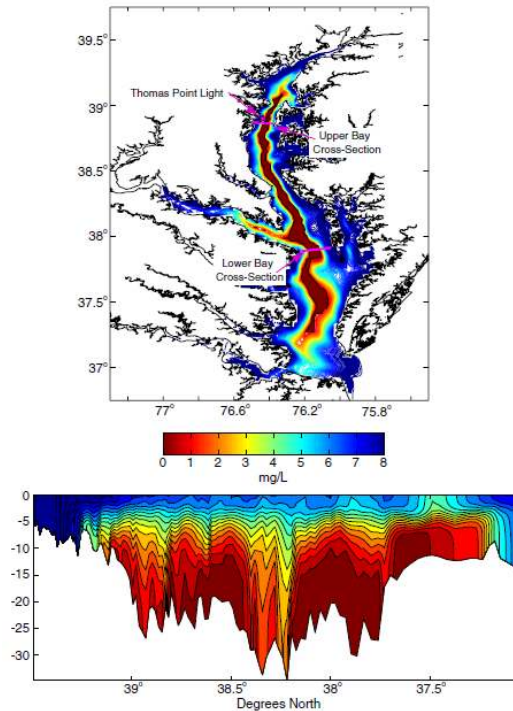 39.5°
Thomas Point Light
39°
Upper Bay
Cross-Section
38.5°
38°
Lower Bay
Cross-Section
37.5°
37°
77° 76.6° 76.2° 75.8°
0 1 2 3 4 5 6 7 8
mg/L
0
-5
-10
-15
-20
-25
-30
39° 38.5° 38° 37.5°
Degrees North